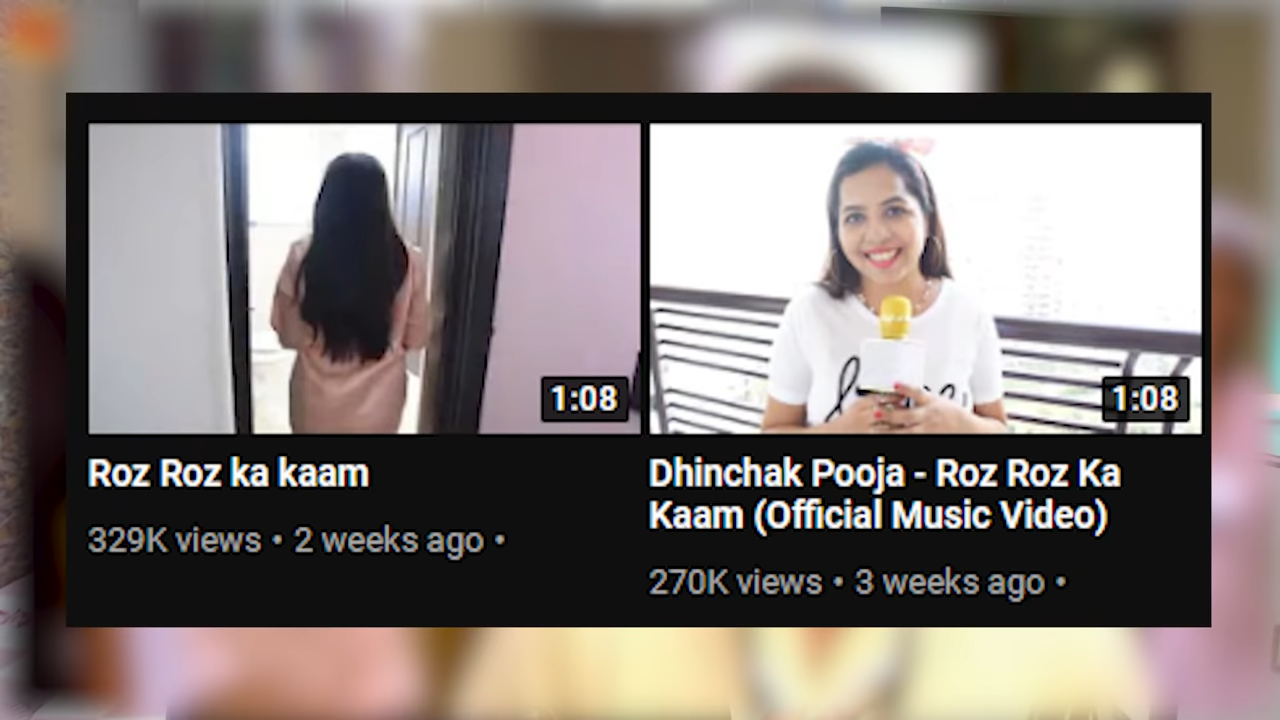 1:08
1:08
Roz Roz ka kaam
329K views • 2 weeks ago •
Dhinchak Pooja - Roz Roz Ka
Kaam (Official Music Video)
270K views • 3 weeks ago •